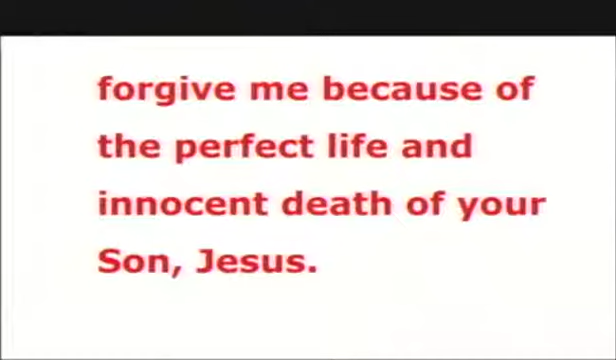 forgive me because of
the perfect life and
innocent death of your
Son, Jesus.